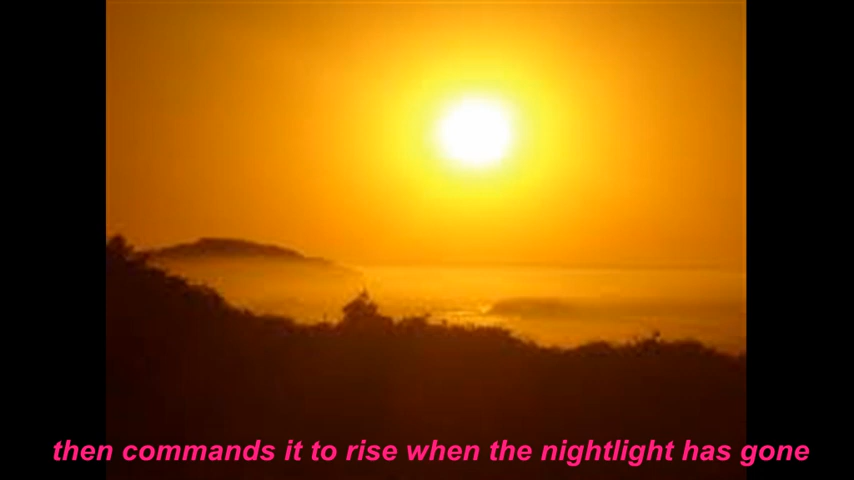 then commands it to rise when the nightlight has gone